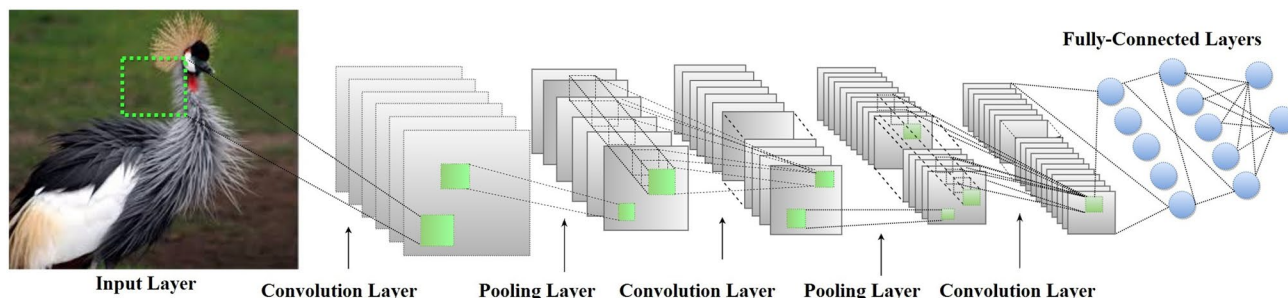 Fully-Connected Layers
Input Layer
Convolution Layer
Pooling Layer
Convolution Layer
Pooling Layer
Convolution Layer